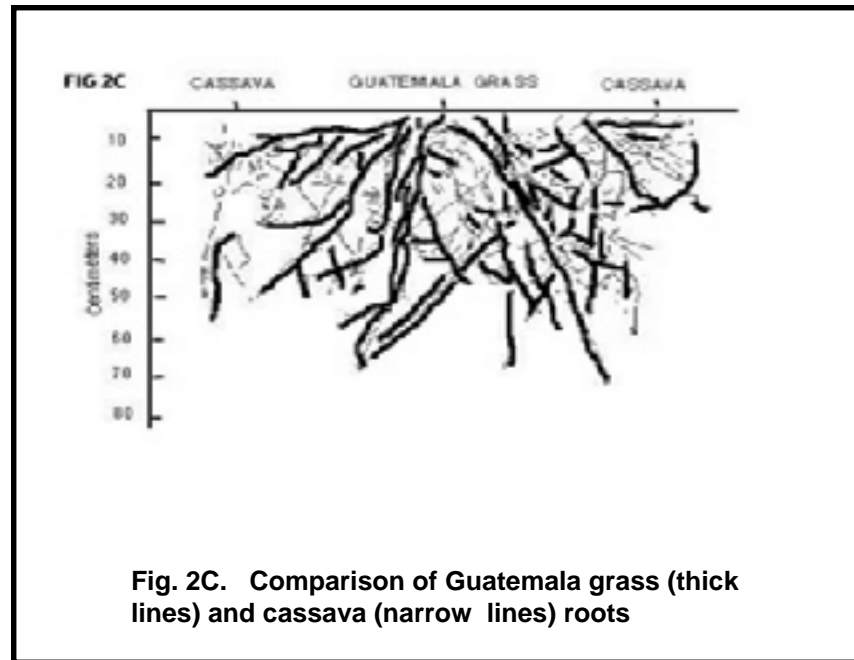 FIG.2C CASSAVA GUATEMALA GRASS CASSAVA
10
20
30
40
50
60
70
80
Centimeters
Fig. 2C. Comparison of Guatemala grass (thick
lines) and cassava (narrow lines) roots